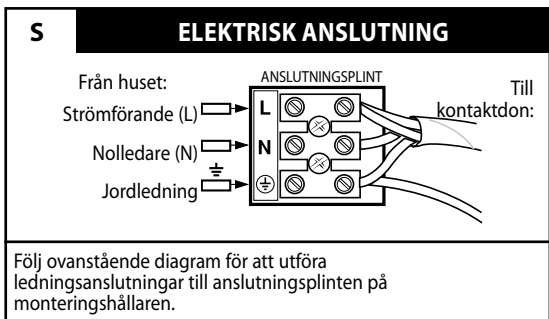 S
ELEKTRISK ANSLUTNING
Från huset:
ANSLUTNINGSPLINT
Till
kontaktdon:
Strömförande (L)
L
Nolledare (N)
N
Jordledning
Följ ovanstående diagram för att utföra
ledningsanslutningar till anslutningsplinten på
monteringshållaren.